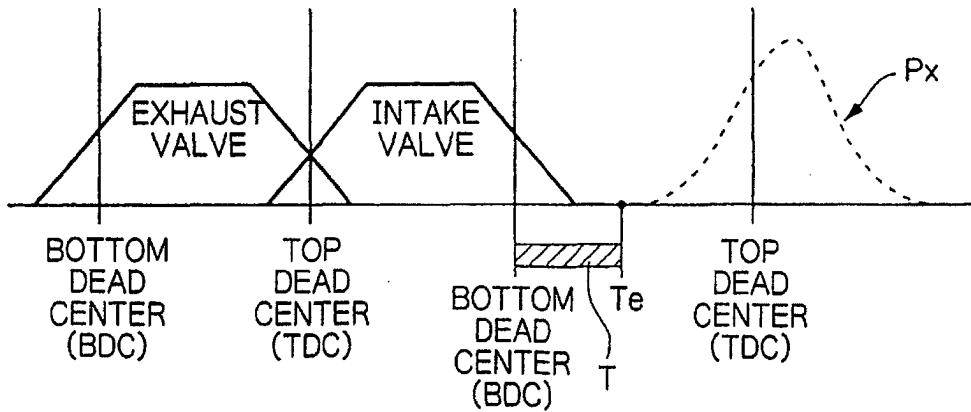 EXHAUST
VALVE
INTAKE
VALVE
Px
BOTTOM
DEAD
CENTER
(BDC)
TOP
DEAD
CENTER
(TDC)
BOTTOM
DEAD
CENTER
(BDC)
T
Te
TOP
DEAD
CENTER
(TDC)